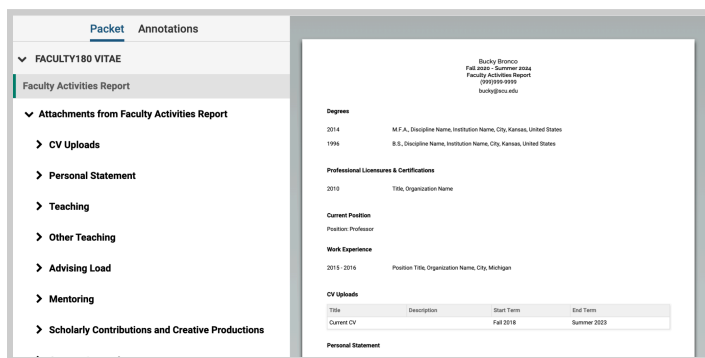 Packet Annotations
FACULTY180 VITAE
Faculty Activities Report
Attachments from Faculty Activities Report
CV Uploads
Personal Statement
Teaching
Other Teaching
Advising Load
Mentoring
Scholarly Contributions and Creative Productions
Bucky Bronco
Fall 2020 - Summer 2024
Faculty Activities Report
(999)999-9999
bucky@scu.edu
Degrees
2014 M.F.A., Discipline Name, Institution Name, City, Kansas, United States
1996 B.S., Discipline Name, Institution Name, City, Kansas, United States
Professional Licensures & Certifications
2010 Title, Organization Name
Current Position
Position: Professor
Work Experience
2015 - 2016 Position Title, Organization Name, City, Michigan
CV Uploads
Title Description Start Term End Term
Current CV Fall 2018 Summer 2023
Personal Statement